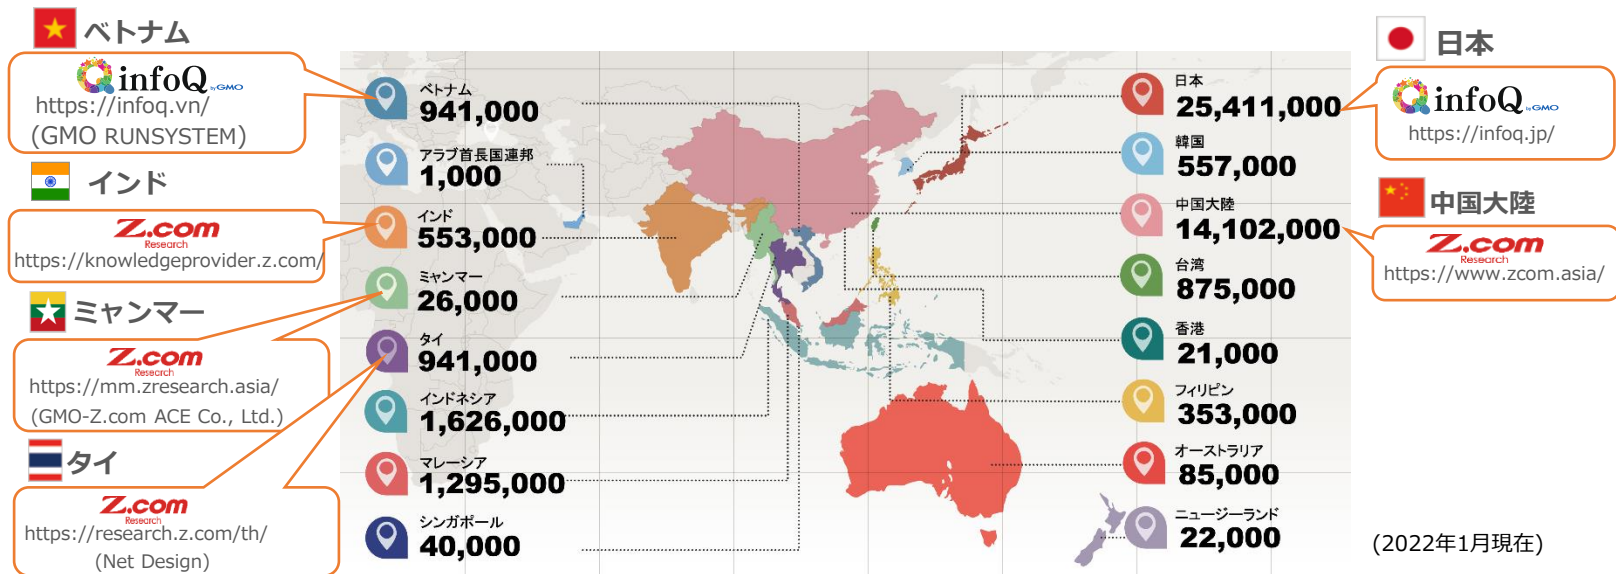 ベトナム
infoQ by GMO
https://infoq.vn/
(GMO RUNSYSTEM)
インド
Z.com
Research
https://knowledgeprovider.z.com/
ミャンマー
Z.com
Research
https://mm.zresearch.asia/
(GMO-Z.com ACE Co., Ltd.)
タイ
Z.com
Research
https://research.z.com/th/
(Net Design)
ベトナム
941,000
アラブ首長国連邦
1,000
インド
553,000
ミャンマー
26,000
タイ
941,000
インドネシア
1,626,000
マレーシア
1,295,000
シンガポール
40,000
日本
25,411,000
韓国
557,000
中国大陸
14,102,000
台湾
875,000
香港
21,000
フィリピン
353,000
オーストラリア
85,000
ニュージーランド
22,000
日本
infoQ by GMO
https://infoq.jp/
中国大陸
Z.com
Research
https://www.zcom.asia/
(2022年1月現在)